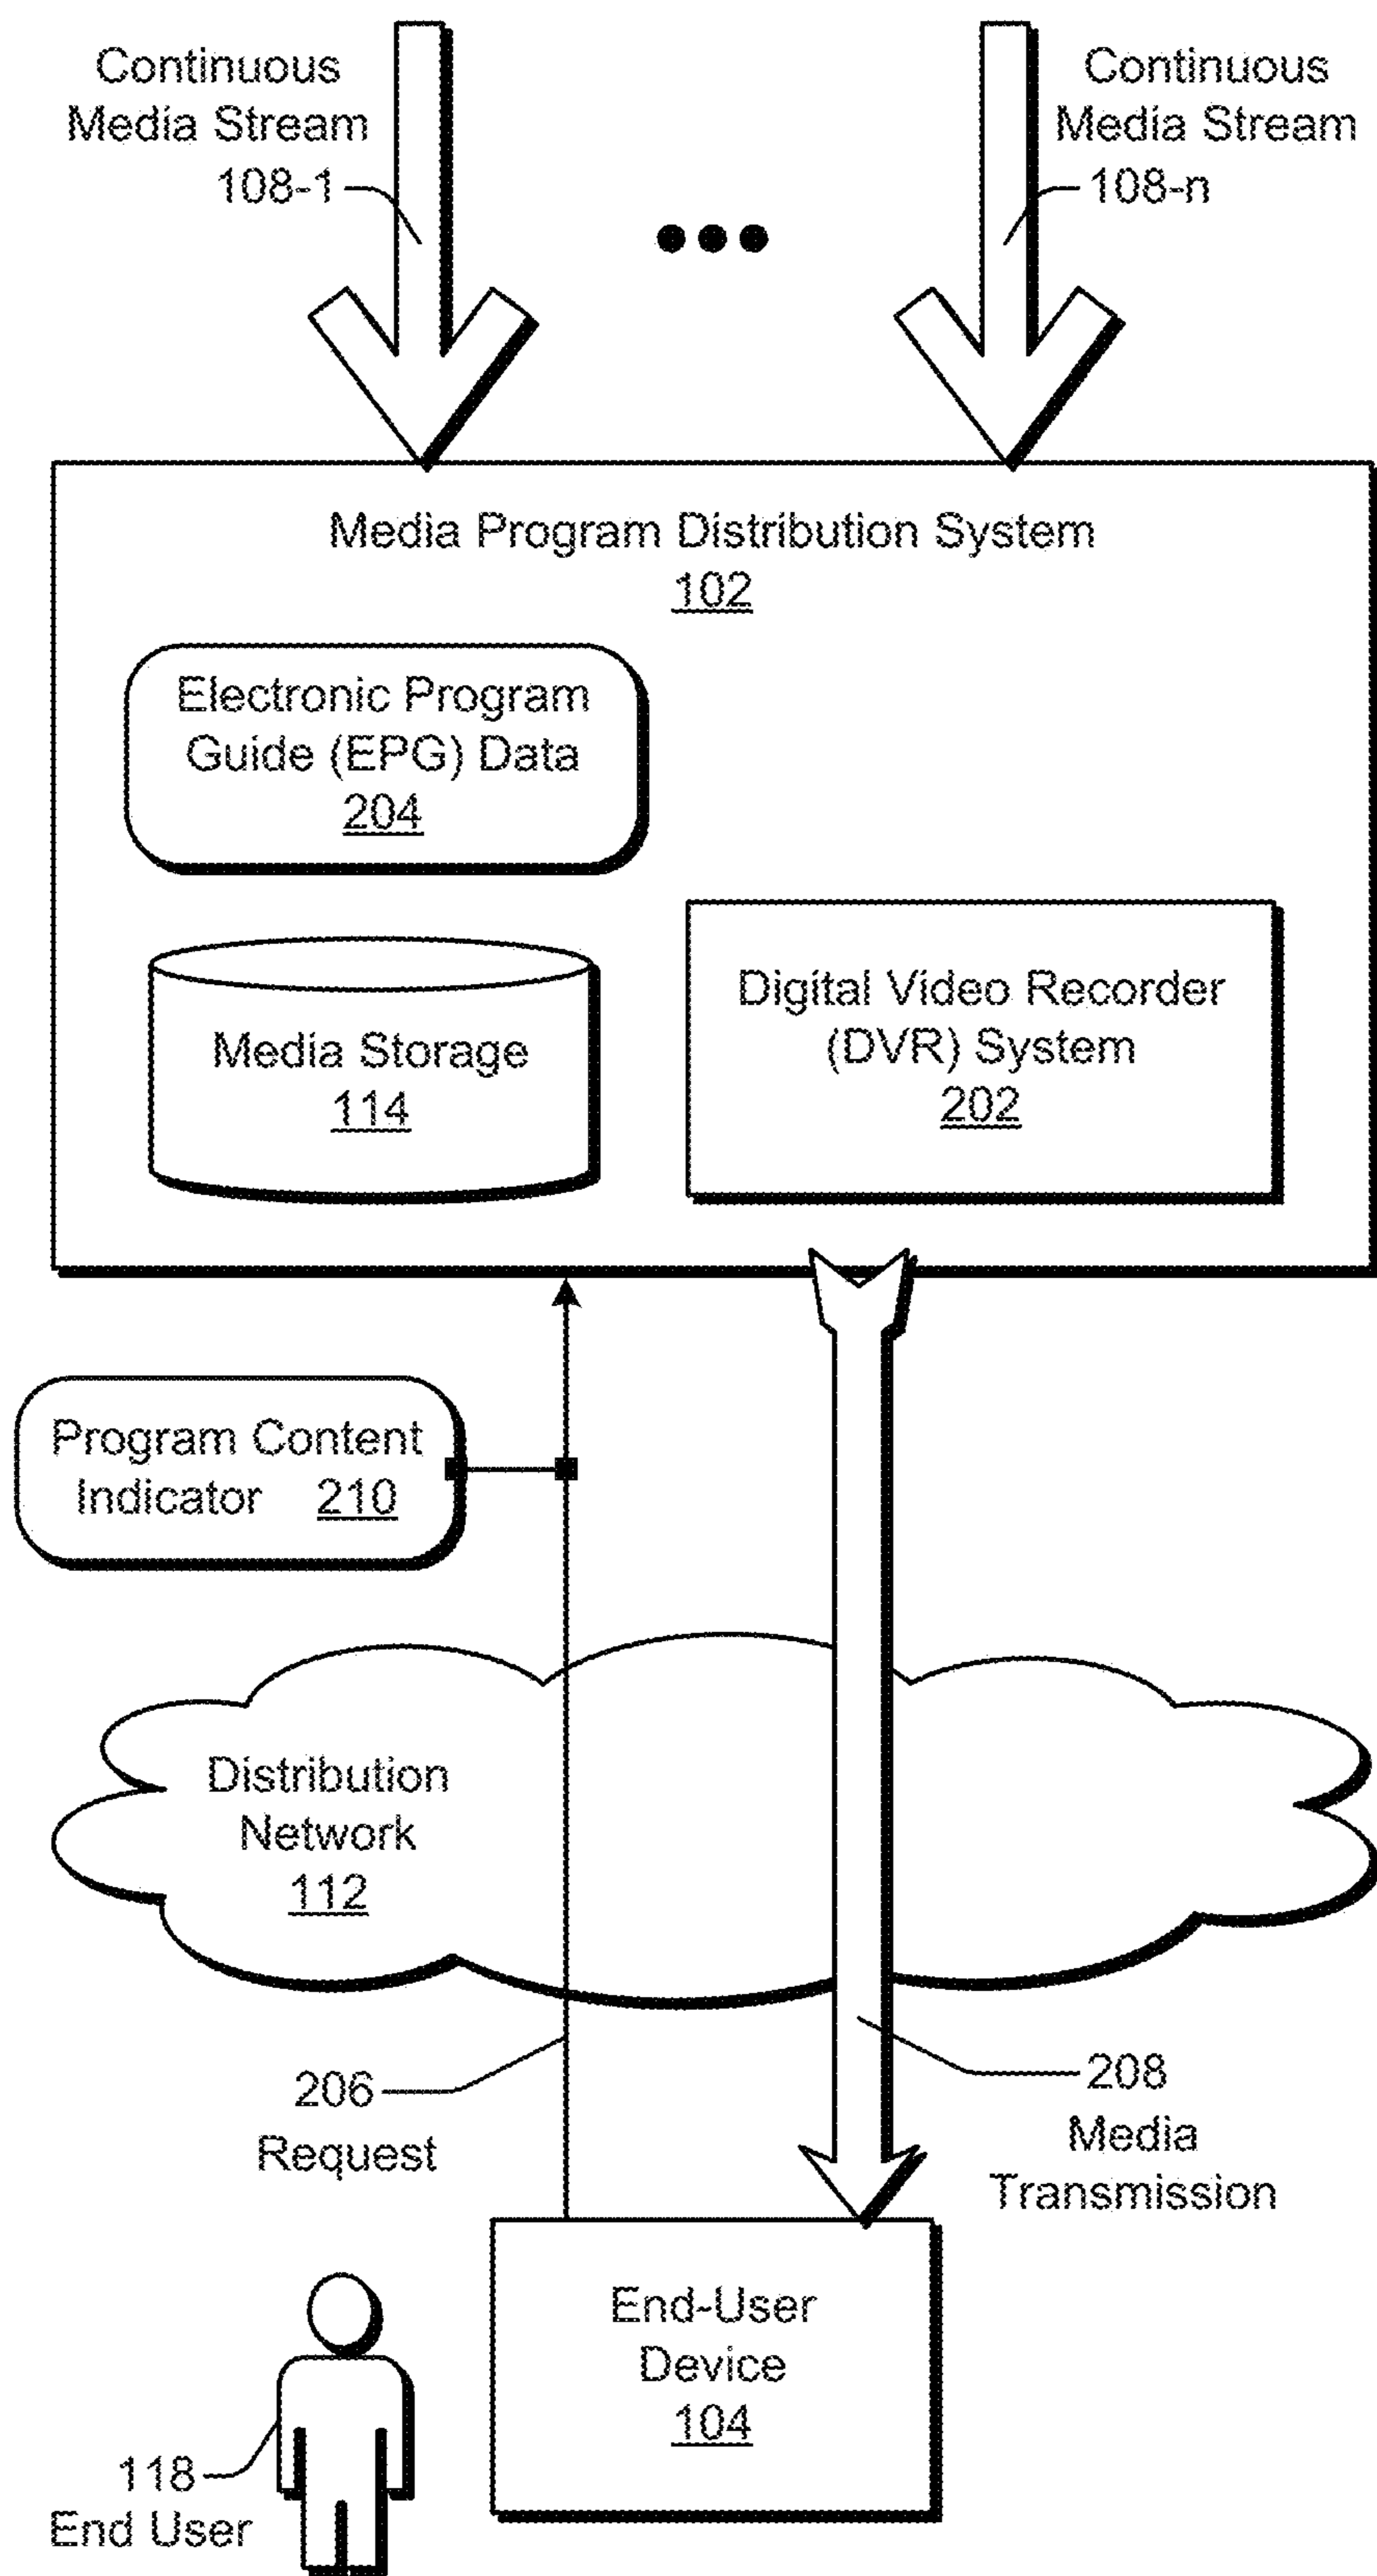 Continuous
Media Stream
108-1
Continuous
Media Stream
108-n
Media Program Distribution System
102
Electronic Program
Guide (EPG) Data
204
Media Storage
114
Digital Video Recorder
(DVR) System
202
Program Content
Indicator 210
Distribution
Network
112
206
Request
208
Media
Transmission
End-User
Device
104
118
End User